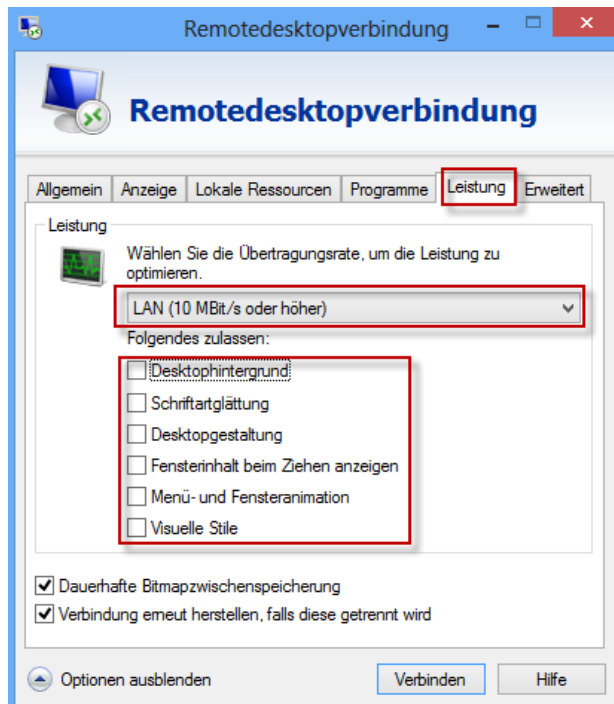 Remotedesktopverbindung
Remotedesktopverbindung
Allgemein Anzeige Lokale Ressourcen Programme Leistung Erweitert
Leistung
Wählen Sie die Übertragungsrate, um die Leistung zu
optimieren.
LAN (10 MBit/s oder höher)
Folgendes zulassen:
Desktophintergrund
Schriftartglättung
Desktopgestaltung
Fensterinhalt beim Ziehen anzeigen
Menü- und Fensteranimation
Visuelle Stile
Dauerhafte Bitmapzwischenspeicherung
Verbindung erneut herstellen, falls diese getrennt wird
Optionen ausblenden Verbinden Hilfe